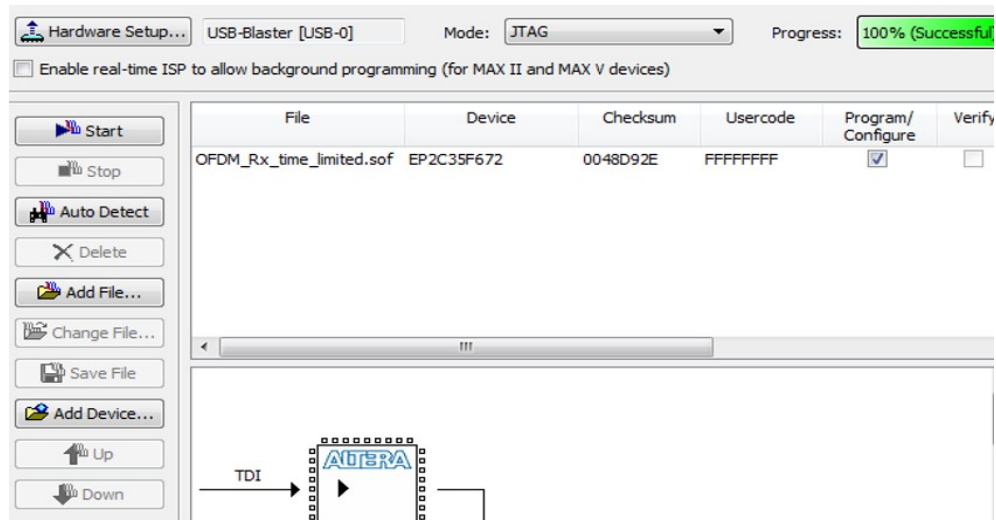 Hardware Setup... USB-Blaster [USB-0] Mode: JTAG Progress: 100% (Successful)
Enable real-time ISP to allow background programming (for MAX II and MAX V devices)
Start
Stop
Auto Detect
Delete
Add File...
Change File...
Save File
Add Device...
Up
Down
File Device Checksum Usercode Program/ Verify
Configure
OFDM_Rx_time_limited.sof EP2C35F672 0048D92E FFFFFFFF
ALTERA
TDI